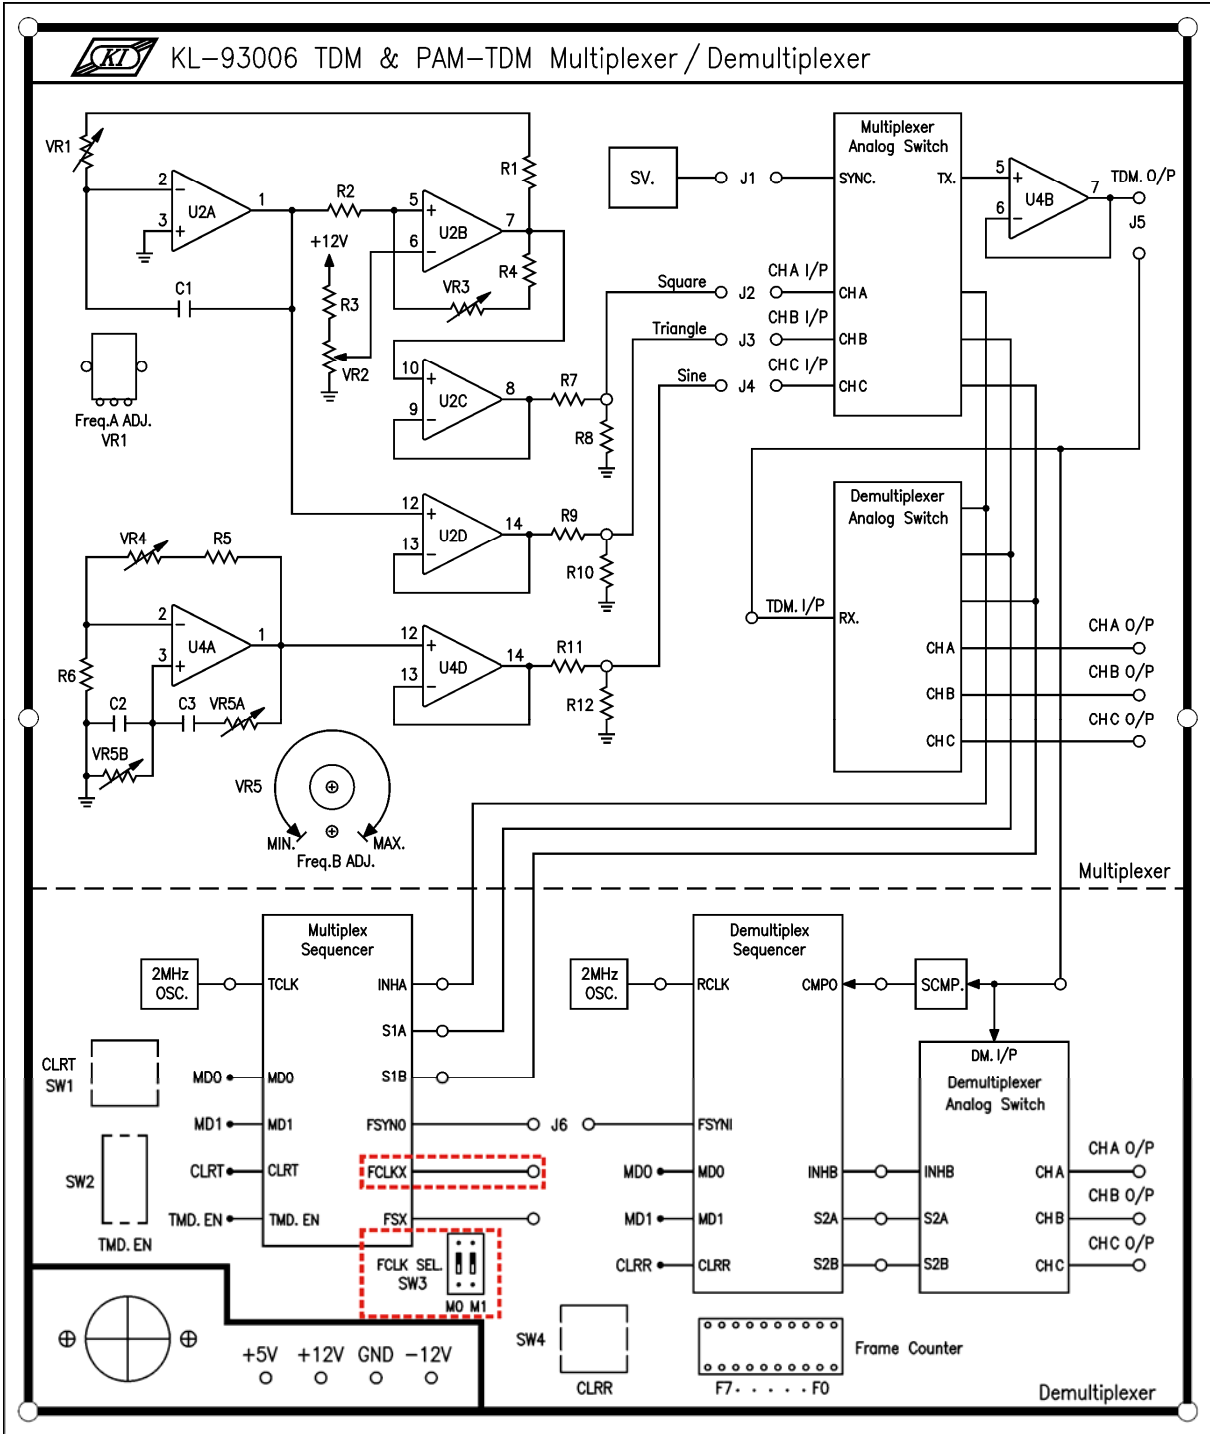 KI KL-93006 TDM & PAM-TDM Multiplexer / Demultiplexer
VR1
2
3
U2A
1
R2
5
6
U2B
7
R1
R4
VR3
+12V
R3
VR2
C1
Freq.A ADJ.
VR1
10
9
U2C
8
R7
R8
12
13
U2D
14
R9
R10
SV.
J1
Square
J2
Triangle
J3
Sine
J4
CHA I/P
CHB I/P
CHC I/P
Multiplexer
Analog Switch
SYNC.
TX.
CHA
CHB
CHC
5
6
U4B
7
TDM. O/P
J5
VR4
R5
2
3
U4A
1
R6
C2
C3
VR5A
VR5B
12
13
U4D
14
R11
R12
VR5
MIN.
MAX.
Freq.B ADJ.
Demultiplexer
Analog Switch
TDM. I/P
RX.
CHA
CHB
CHC
CHA O/P
CHB O/P
CHC O/P
Multiplexer
2MHz
OSC.
Multiplex
Sequencer
TCLK
INHA
S1A
S1B
MD0
MD0
MD1
MD1
FSYNO
J6
CLRT
CLRT
FCLKX
TMD. EN
TMD. EN
FSX
CLRT
SW1
SW2
TMD. EN
FCLK SEL.
SW3
M0 M1
2MHz
OSC.
Demultiplex
Sequencer
RCLK
CMPO
SCMP.
FSYNI
MD0
MD0
MD1
MD1
CLRR
CLRR
INHB
S2A
S2B
DM. I/P
Demultiplexer
Analog Switch
INHB
S2A
S2B
CHA
CHB
CHC
CHA O/P
CHB O/P
CHC O/P
+5V +12V GND -12V
SW4
CLRR
Frame Counter
F7 . . . . . F0
Demultiplexer